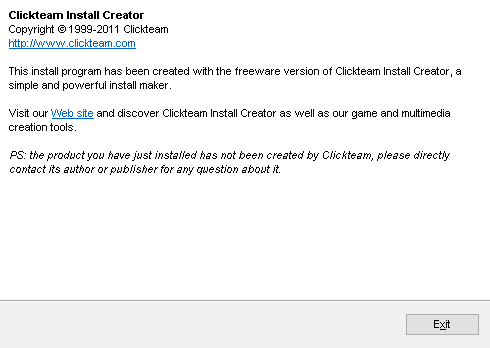 Clickteam Install Creator
Copyright © 1999-2011 Clickteam
http://www.clickteam.com
This install program has been created with the freeware version of Clickteam Install Creator, a
simple and powerful install maker.
Visit our Web site and discover Clickteam Install Creator as well as our game and multimedia
creation tools.
PS: the product you have just installed has not been created by Clickteam, please directly
contact its author or publisher for any question about it.
Exit